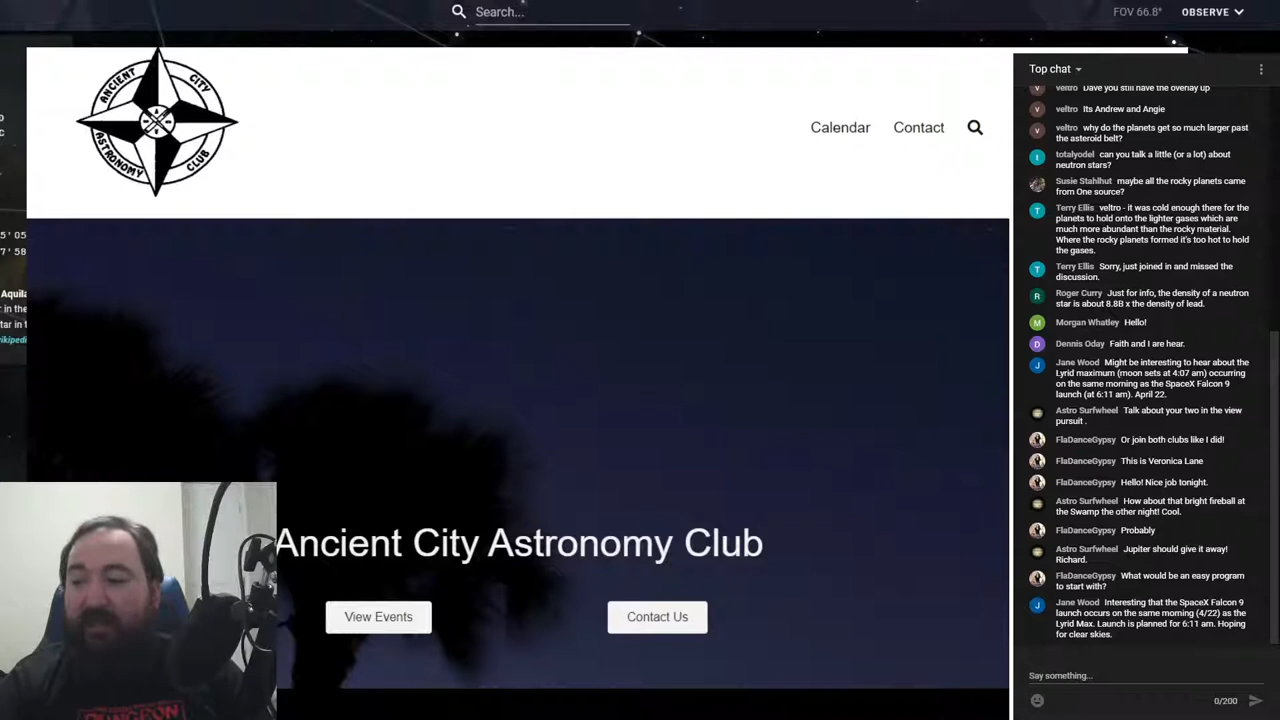 Search...
FOV 66.8°
OBSERVE
ANCIENT CITY
ASTRONOMY CLUB
Calendar
Contact
Ancient City Astronomy Club
View Events
Contact Us
Top chat
veltro Dave you still have the overlay up
veltro Its Andrew and Angie
veltro why do the planets get so much larger past
the asteroid belt?
totalyodel can you talk a little (or a lot) about
neutron stars?
Susie Stahlhut maybe all the rocky planets came
from One source?
Terry Ellis veltro - it was cold enough there for the
planets to hold onto the lighter gases which are
much more abundant than the rocky material.
Where the rocky planets formed it's too hot to hold
the gases.
Terry Ellis Sorry, just joined in and missed the
discussion.
Roger Curry Just for info, the density of a neutron
star is about 8.8B x the density of lead.
Morgan Whatley Hello!
Dennis Oday Faith and I are hear.
Jane Wood Might be interesting to hear about the
Lyrid maximum (moon sets at 4:07 am) occurring
on the same morning as the SpaceX Falcon 9
launch (at 6:11 am). April 22.
Astro Surfwheel Talk about your two in the view
pursuit .
FlaDanceGypsy Or join both clubs like I did!
FlaDanceGypsy This is Veronica Lane
FlaDanceGypsy Hello! Nice job tonight.
Astro Surfwheel How about that bright fireball at
the Swamp the other night! Cool.
FlaDanceGypsy Probably
Astro Surfwheel Jupiter should give it away!
Richard.
FlaDanceGypsy What would be an easy program
to start with?
Jane Wood Interesting that the SpaceX Falcon 9
launch occurs on the same morning (4/22) as the
Lyrid Max. Launch is planned for 6:11 am. Hoping
for clear skies.
Say something...
0/200
5' 05
7' 58
Aquila
r in the
tar in t
ikipedi